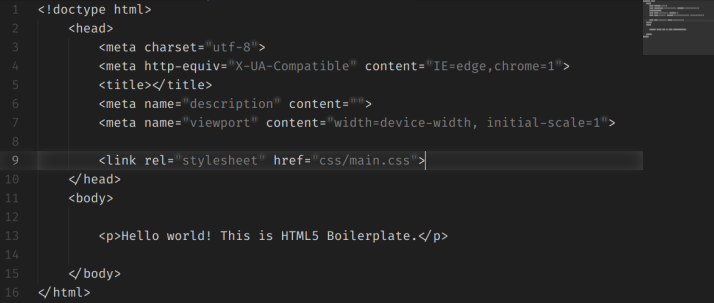 1 <!doctype html>
2 <head>
3 <meta charset="utf-8">
4 <meta http-equiv="X-UA-Compatible" content="IE=edge,chrome=1">
5 <title></title>
6 <meta name="description" content="">
7 <meta name="viewport" content="width=device-width, initial-scale=1">
8
9 <link rel="stylesheet" href="css/main.css">
10 </head>
11 <body>
12
13 <p>Hello world! This is HTML5 Boilerplate.</p>
14
15 </body>
16 </html>